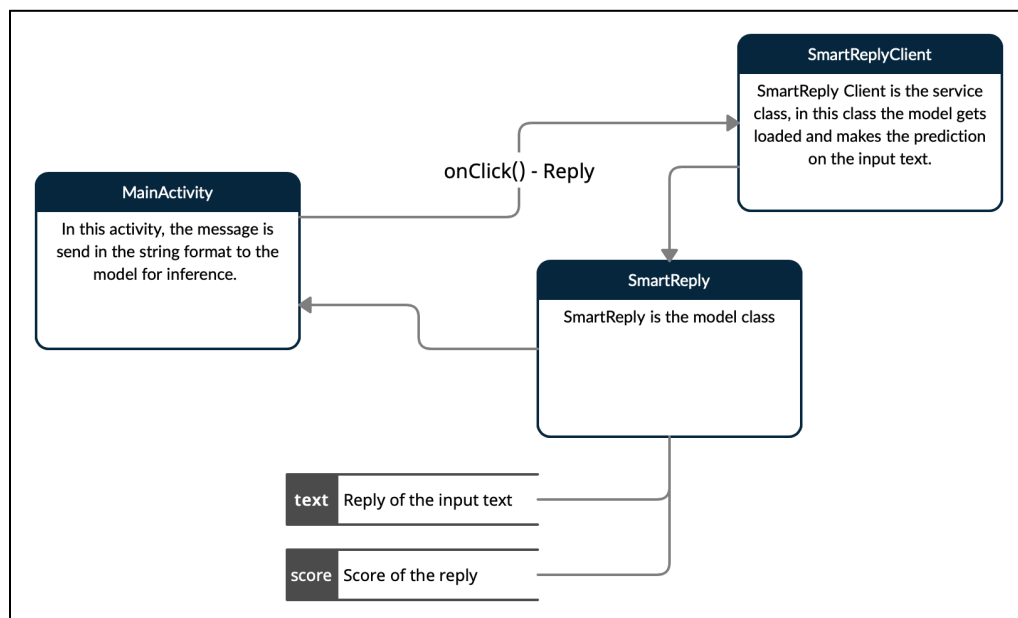 SmartReplyClient
SmartReply Client is the service
class, in this class the model gets
loaded and makes the prediction
on the input text.
onClick() - Reply
MainActivity
In this activity, the message is
send in the string format to the
model for inference.
SmartReply
SmartReply is the model class
text Reply of the input text
score Score of the reply